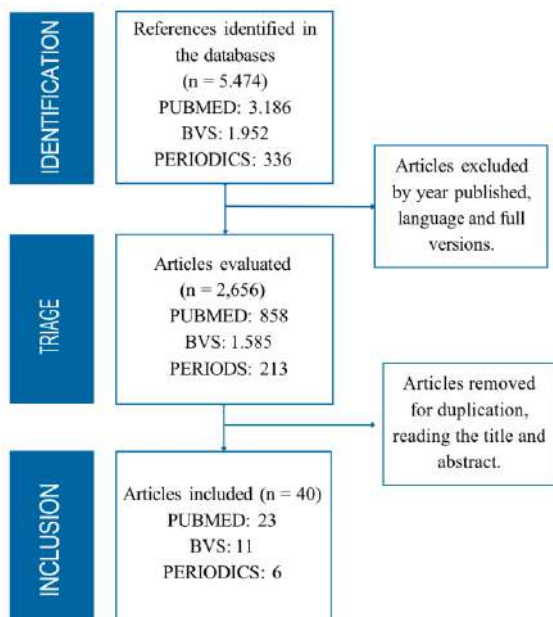 IDENTIFICATION
References identified in
the databases
(n = 5.474)
PUBMED: 3.186
BVS: 1.952
PERIODICS: 336
Articles excluded
by year published,
language and full
versions.
TRIAGE
Articles evaluated
(n = 2,656)
PUBMED: 858
BVS: 1.585
PERIODS: 213
Articles removed
for duplication,
reading the title and
abstract.
INCLUSION
Articles included (n = 40)
PUBMED: 23
BVS: 11
PERIODICS: 6